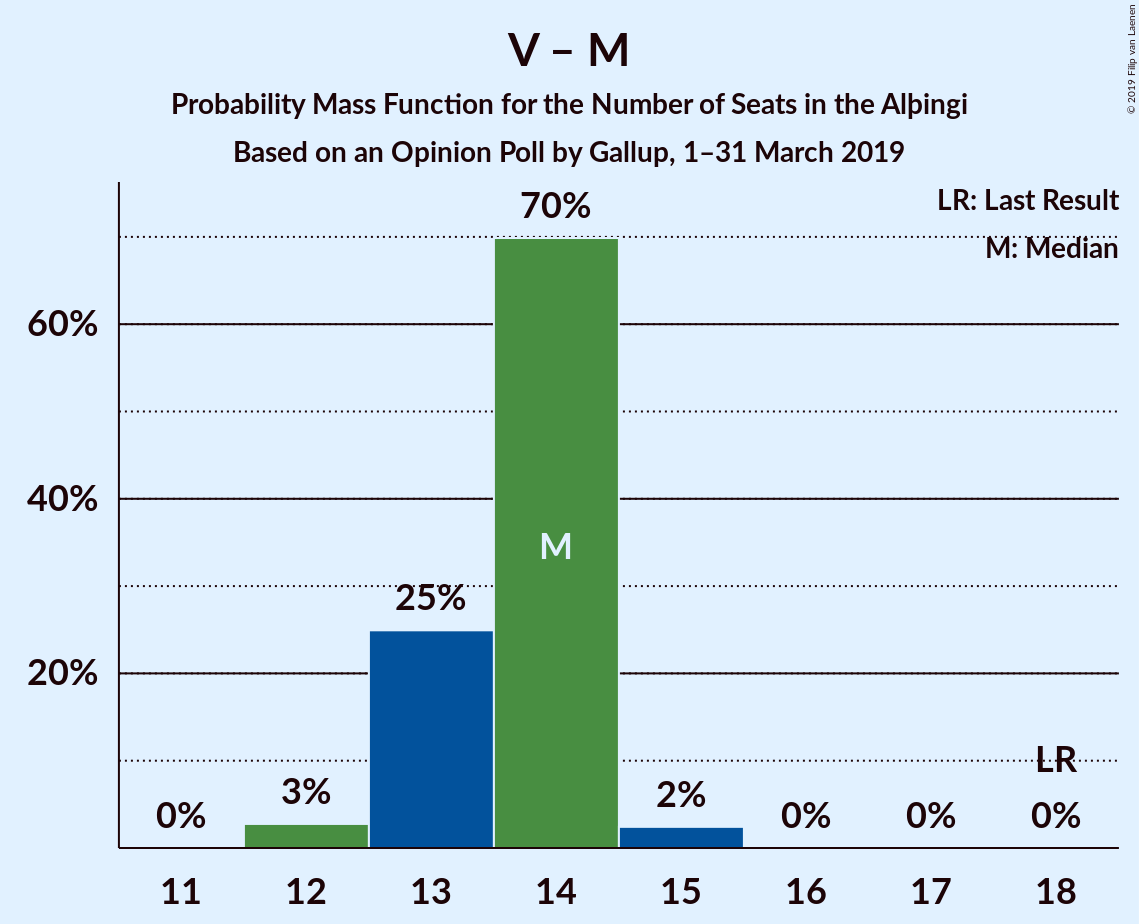 V – M
Probability Mass Function for the Number of Seats in the Alþingi
Based on an Opinion Poll by Gallup, 1–31 March 2019
© 2019 Filip van Laenen
LR: Last Result
M: Median
70%
60%
40%
20%
M
25%
3%
0%
2%
0%
0%
LR
0%
11 12 13 14 15 16 17 18